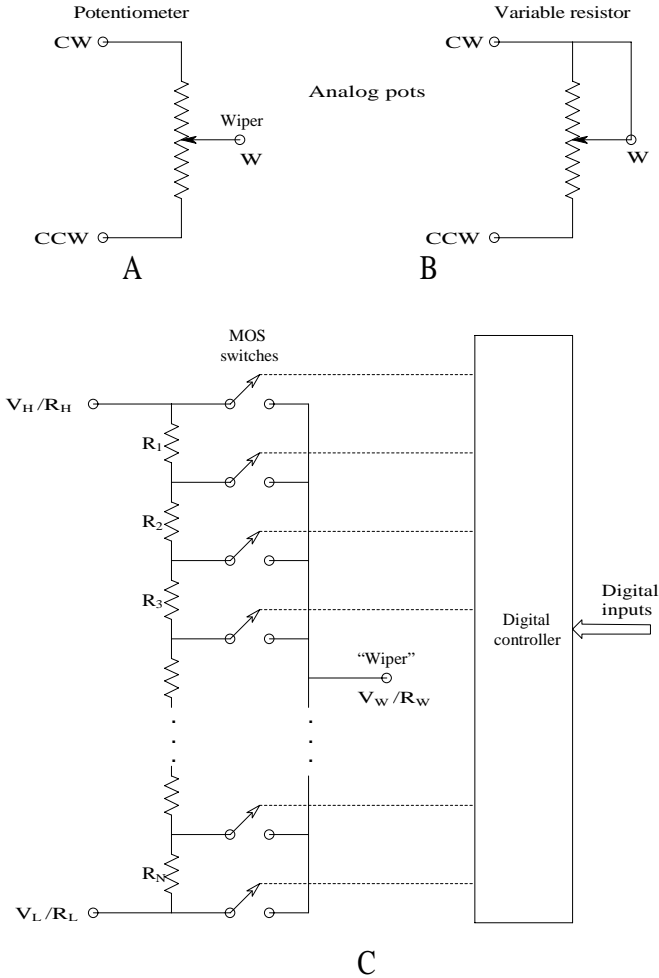 Potentiometer
Variable resistor
CW
CW
Analog pots
Wiper
W
W
CCW
CCW
A
B
MOS
switches
V_H/R_H
R_1
R_2
R_3
Digital
inputs
Digital
controller
“Wiper”
V_W/R_W
. . .
. . .
R_N
V_L/R_L
C